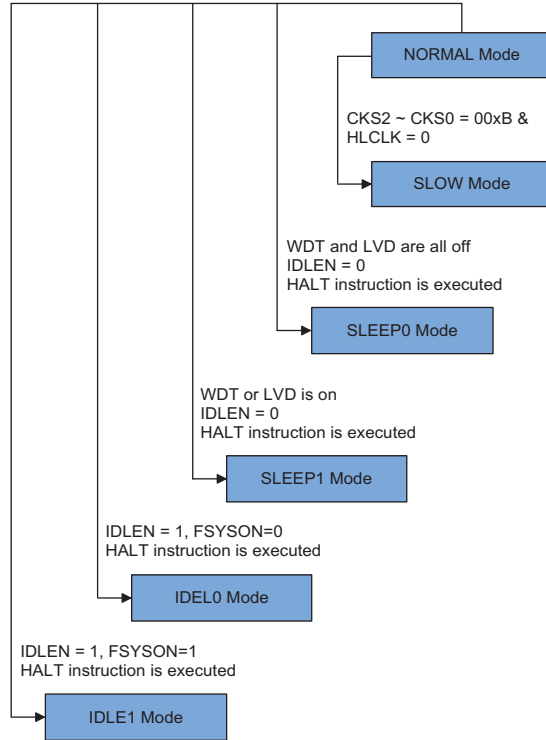 NORMAL Mode
CKS2 ~ CKS0 = 00xB &
HLCLK = 0
SLOW Mode
WDT and LVD are all off
IDLEN = 0
HALT instruction is executed
SLEEP0 Mode
WDT or LVD is on
IDLEN = 0
HALT instruction is executed
SLEEP1 Mode
IDLEN = 1, FSYSON=0
HALT instruction is executed
IDEL0 Mode
IDLEN = 1, FSYSON=1
HALT instruction is executed
IDLE1 Mode